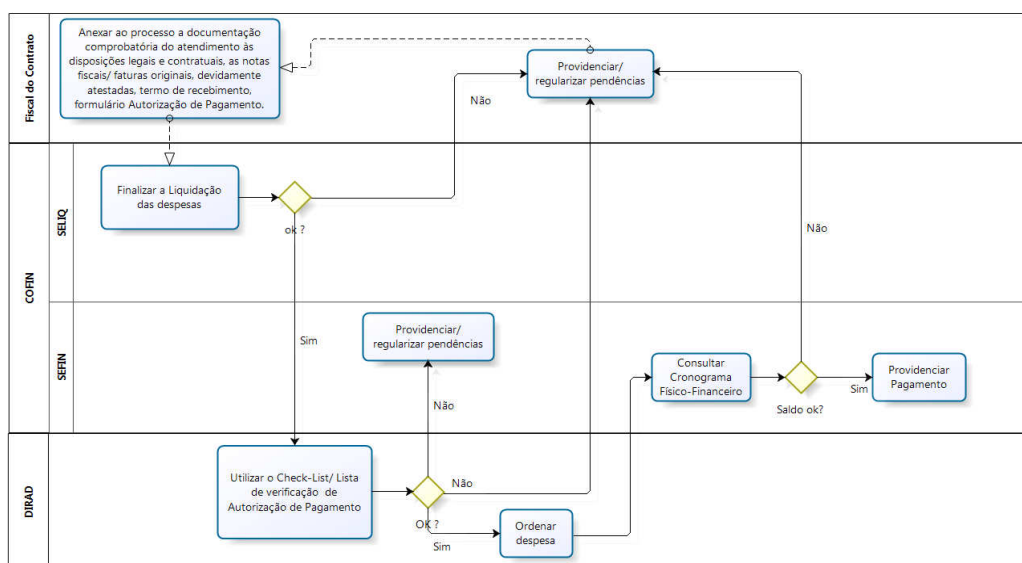 Fiscal do Contrato
Anexar ao processo a documentação
comprobatória do atendimento às
disposições legais e contratuais, as notas
fiscais/ faturas originais, devidamente
atestadas, termo de recebimento,
formulário Autorização de Pagamento.
Providenciar/
regularizar pendências
Não
COFIN
SELIQ
Finalizar a Liquidação
das despesas
ok ?
Não
SEFIN
Sim
Providenciar/
regularizar pendências
Não
Consultar
Cronograma
Físico-Financeiro
Saldo ok?
Sim
Providenciar
Pagamento
DIRAD
Utilizar o Check-List/ Lista
de verificação de
Autorização de Pagamento
OK ?
Não
Sim
Ordenar
despesa